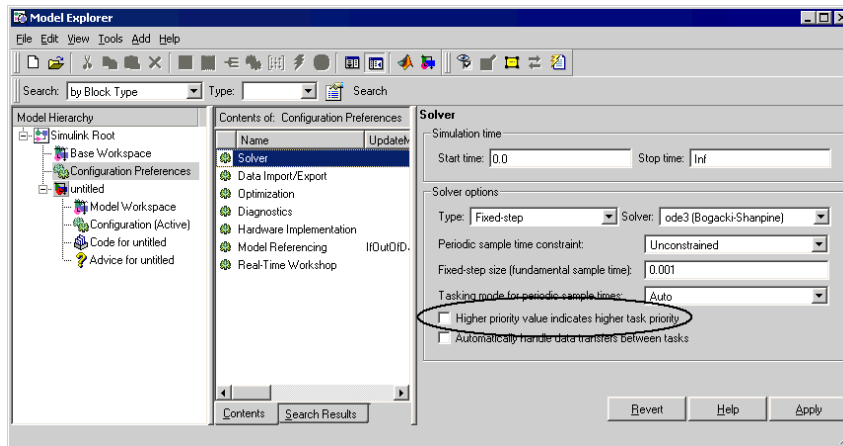 Model Explorer
File Edit View Tools Add Help
Search: by Block Type Type: Search
Model Hierarchy
Simulink Root
Base Workspace
Configuration Preferences
untitled
Model Workspace
Configuration (Active)
Code for untitled
Advice for untitled
Contents of: Configuration Preferences
Name UpdateM
Solver
Data Import/Export
Optimization
Diagnostics
Hardware Implementation
Model Referencing IfOutOfD.
Real-Time Workshop
Contents Search Results
Solver
Simulation time
Start time: 0.0 Stop time: Inf
Solver options
Type: Fixed-step Solver: ode3 (Bogacki-Shanpine)
Periodic sample time constraint: Unconstrained
Fixed-step size (fundamental sample time): 0.001
Tasking mode for periodic sample times: Auto
Higher priority value indicates higher task priority
Automatically handle data transfers between tasks
Revert Help Apply